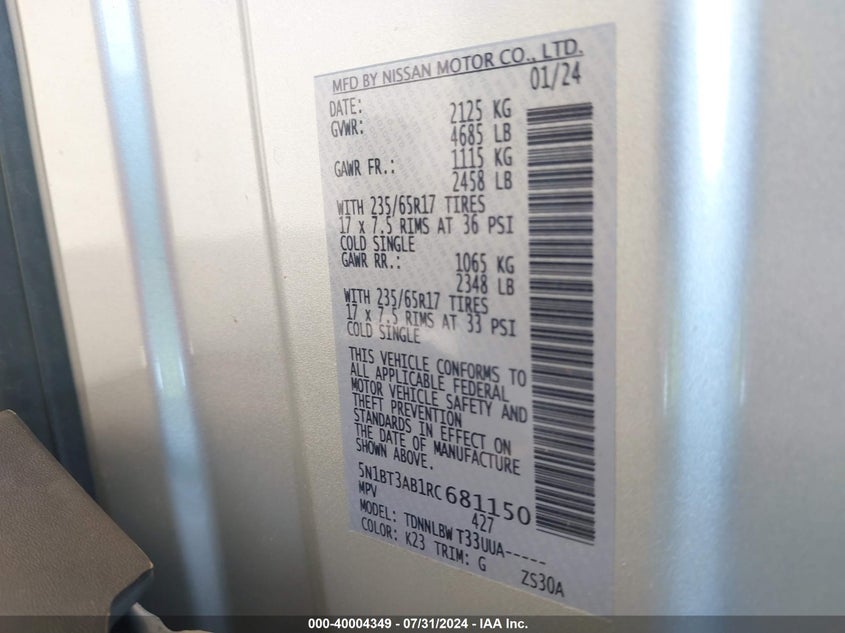 MFD BY NISSAN MOTOR CO., LTD.
DATE: 01/24
GVWR: 2125 KG
4685 LB
GAWR FR.: 1115 KG
2458 LB
WITH 235/65R17 TIRES
17 x 7.5 RIMS AT 36 PSI
COLD SINGLE
GAWR RR.: 1065 KG
2348 LB
WITH 235/65R17 TIRES
17 x 7.5 RIMS AT 33 PSI
COLD SINGLE
THIS VEHICLE CONFORMS TO
ALL APPLICABLE FEDERAL
MOTOR VEHICLE SAFETY AND
THEFT PREVENTION
STANDARDS IN EFFECT ON
THE DATE OF MANUFACTURE
SHOWN ABOVE.
5N1BT3AB1RC681150
MPV 427
MODEL: TDNNLBW T33UUA-----
COLOR: K23 TRIM: G ZS30A
000-40004349 - 07/31/2024 - IAA Inc.